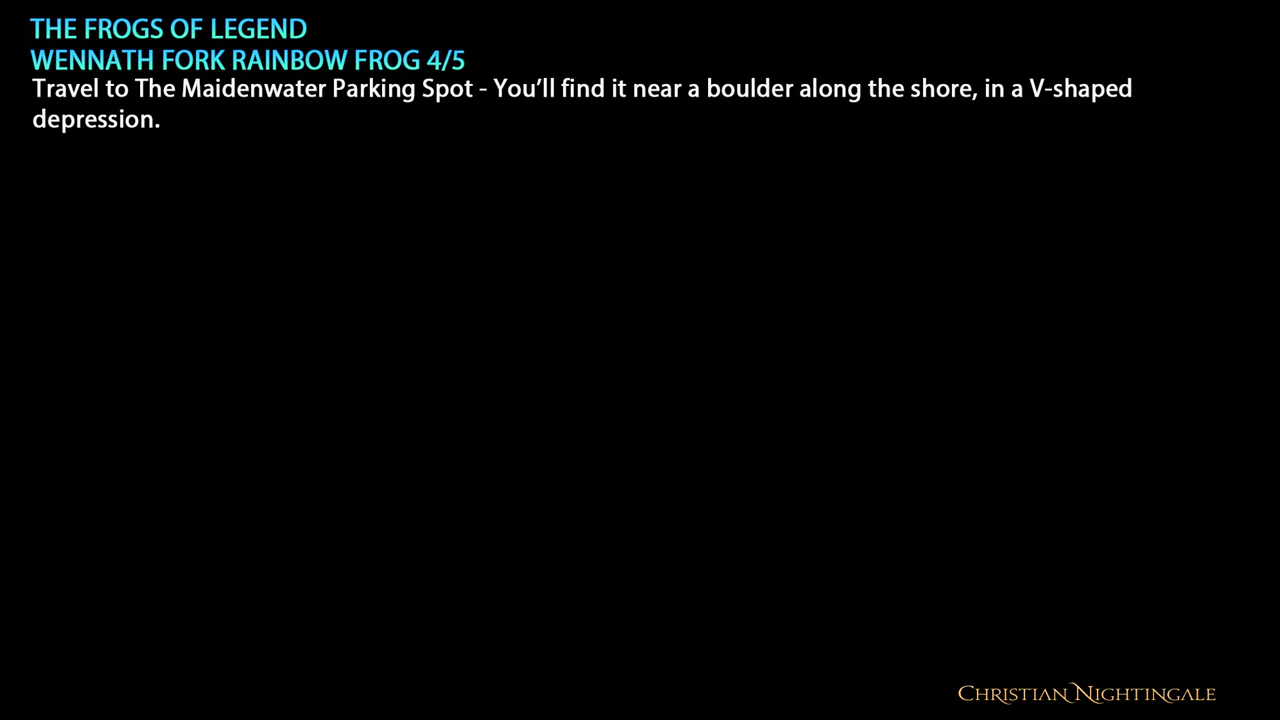 THE FROGS OF LEGEND
WENNATH FORK RAINBOW FROG 4/5
Travel to The Maidenwater Parking Spot - You’ll find it near a boulder along the shore, in a V-shaped
depression.
CHRISTIAN NIGHTINGALE